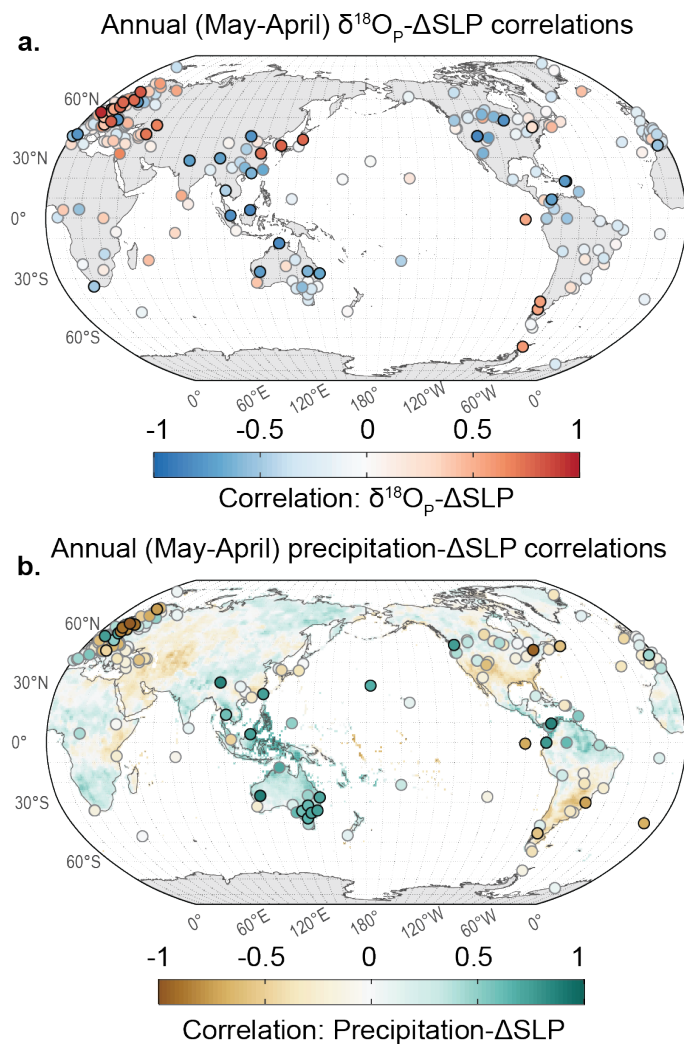 Annual (May-April) δ¹⁸Oₚ-ΔSLP correlations
a.
60°N
30°N
0°
30°S
60°S
0° 60°E 120°E 180° 120°W 60°W 0°
-1 -0.5 0 0.5 1
Correlation: δ¹⁸Oₚ-ΔSLP
Annual (May-April) precipitation-ΔSLP correlations
b.
60°N
30°N
0°
30°S
60°S
0° 60°E 120°E 180° 120°W 60°W 0°
-1 -0.5 0 0.5 1
Correlation: Precipitation-ΔSLP